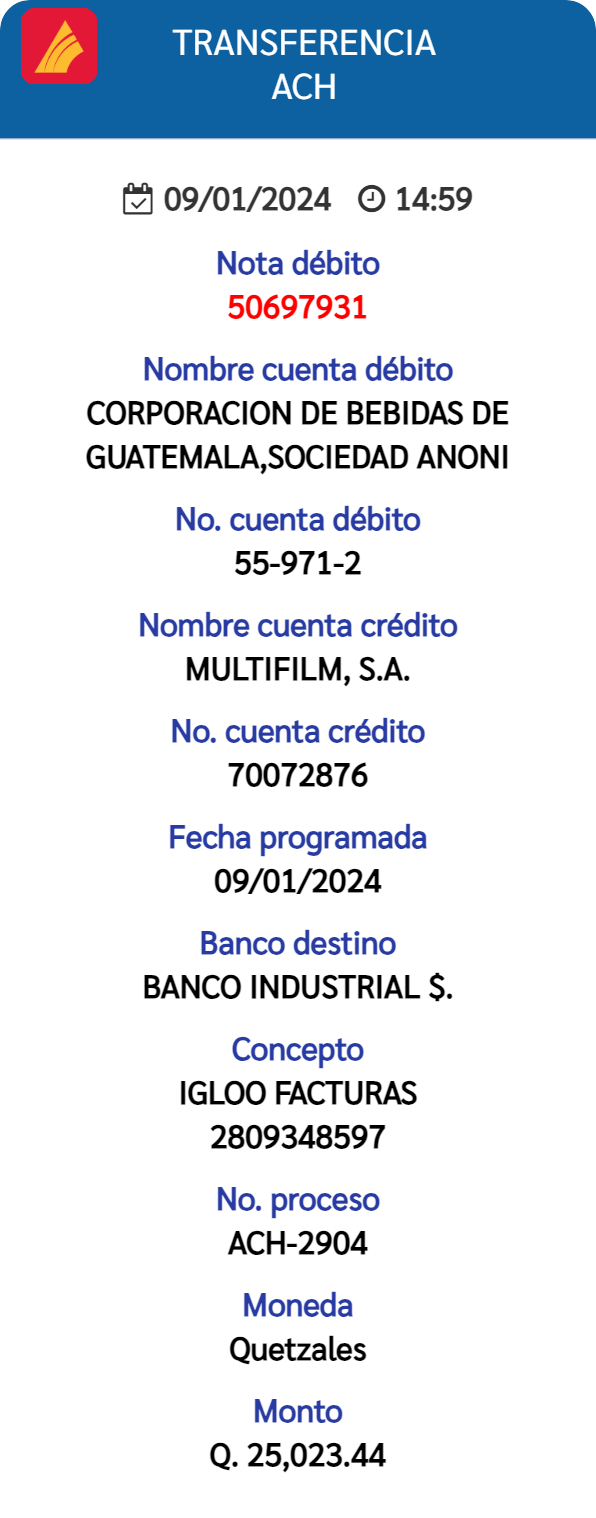 TRANSFERENCIA
ACH
09/01/2024 14:59
Nota débito
50697931
Nombre cuenta débito
CORPORACION DE BEBIDAS DE
GUATEMALA,SOCIEDAD ANONI
No. cuenta débito
55-971-2
Nombre cuenta crédito
MULTIFILM, S.A.
No. cuenta crédito
70072876
Fecha programada
09/01/2024
Banco destino
BANCO INDUSTRIAL $.
Concepto
IGLOO FACTURAS
2809348597
No. proceso
ACH-2904
Moneda
Quetzales
Monto
Q. 25,023.44